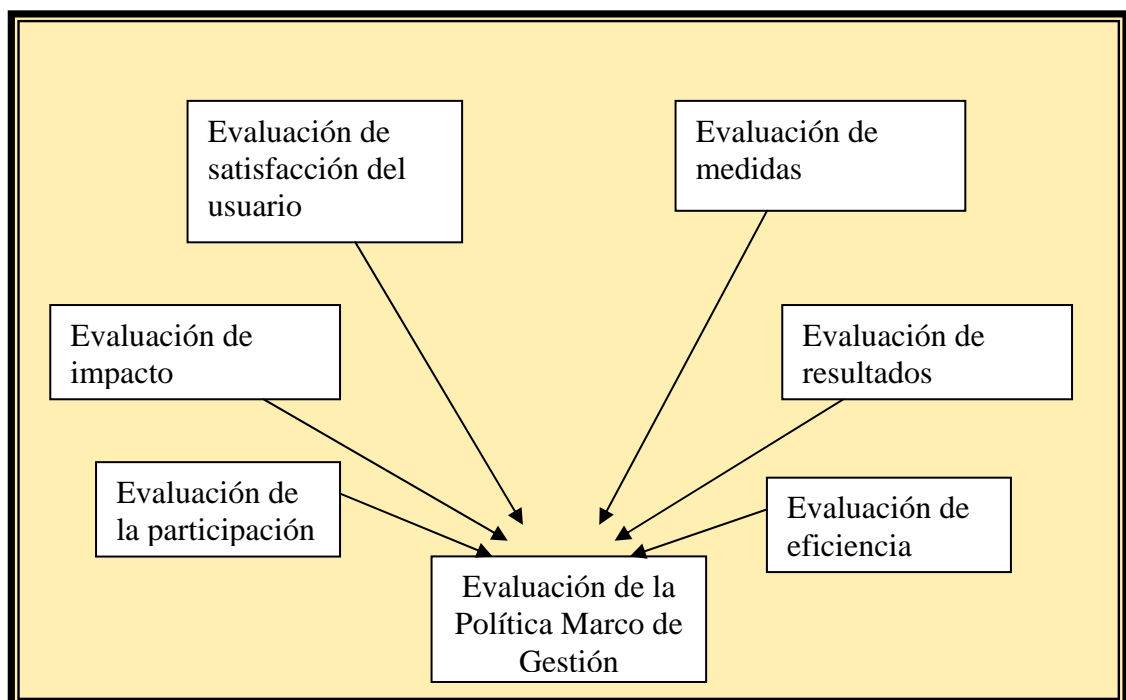 Evaluación de
satisfacción del
usuario
Evaluación de
medidas
Evaluación de
impacto
Evaluación de
resultados
Evaluación de
la participación
Evaluación de
eficiencia
Evaluación de la
Política Marco de
Gestión